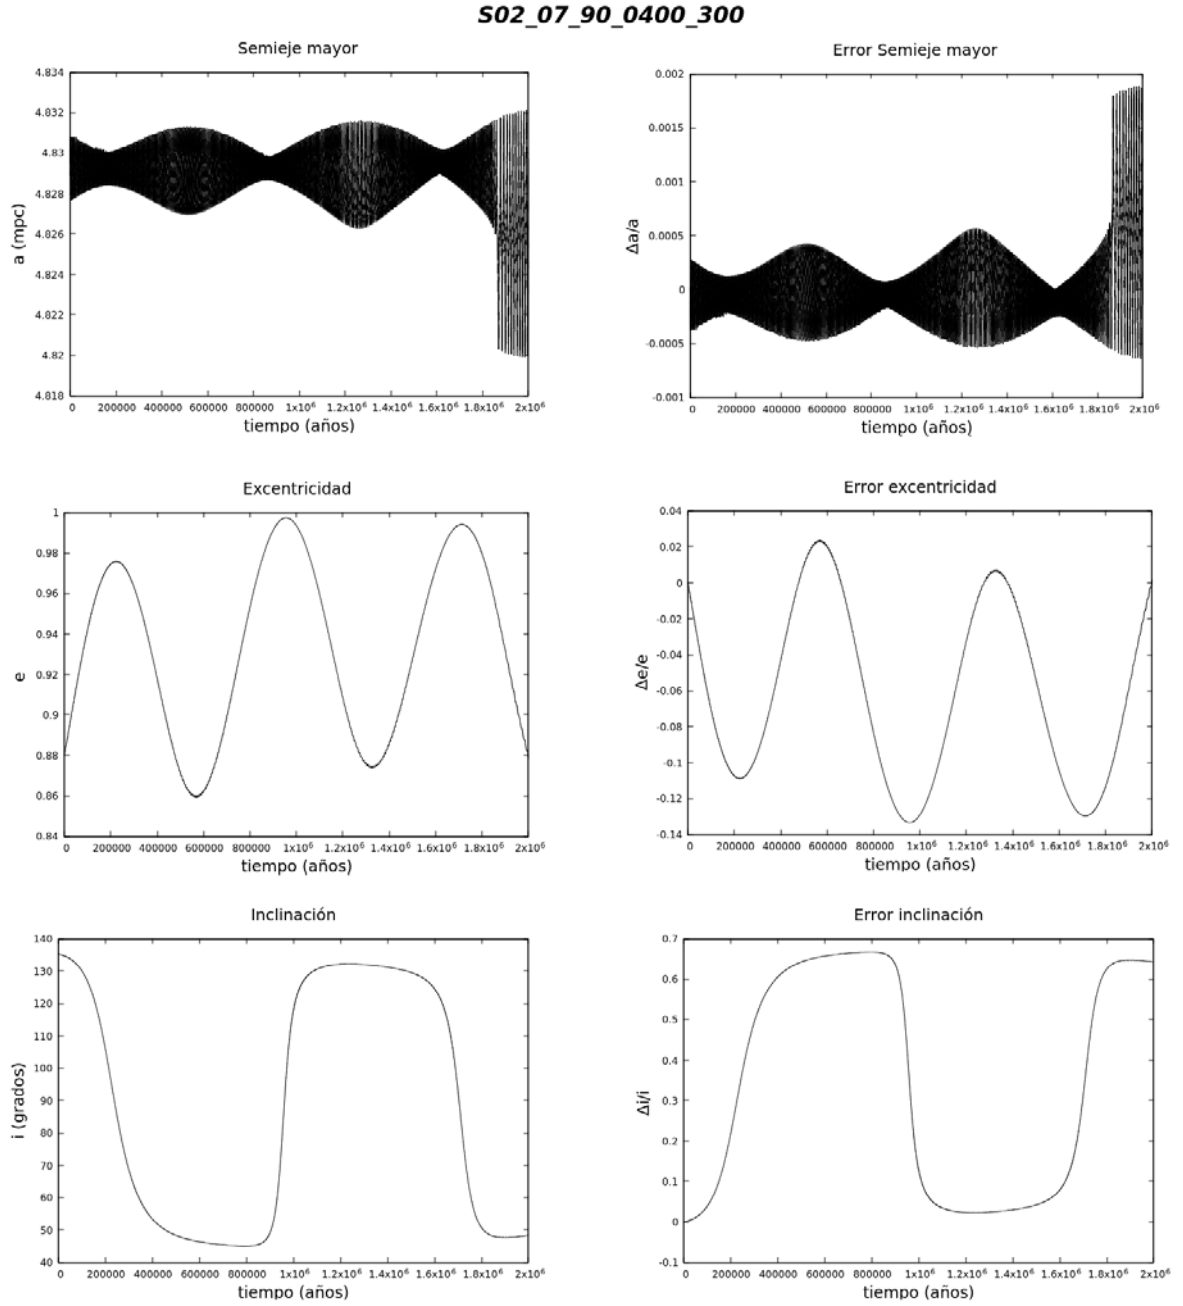 S02_07_90_0400_300
Semieje mayor
4.834
4.832
4.83
4.828
4.826
4.824
4.822
4.82
4.818
a (mpc)
0 200000 400000 600000 800000 1x10⁶ 1.2x10⁶ 1.4x10⁶ 1.6x10⁶ 1.8x10⁶ 2x10⁶
tiempo (años)
Error Semieje mayor
0.002
0.0015
0.001
0.0005
0
-0.0005
-0.001
Δa/a
0 200000 400000 600000 800000 1x10⁶ 1.2x10⁶ 1.4x10⁶ 1.6x10⁶ 1.8x10⁶ 2x10⁶
tiempo (años)
Excentricidad
1
0.98
0.96
0.94
0.92
0.9
0.88
0.86
0.84
e
0 200000 400000 600000 800000 1x10⁶ 1.2x10⁶ 1.4x10⁶ 1.6x10⁶ 1.8x10⁶ 2x10⁶
tiempo (años)
Error excentricidad
0.04
0.02
0
-0.02
-0.04
-0.06
-0.08
-0.1
-0.12
-0.14
Δe/e
0 200000 400000 600000 800000 1x10⁶ 1.2x10⁶ 1.4x10⁶ 1.6x10⁶ 1.8x10⁶ 2x10⁶
tiempo (años)
Inclinación
140
130
120
110
100
90
80
70
60
50
40
i (grados)
0 200000 400000 600000 800000 1x10⁶ 1.2x10⁶ 1.4x10⁶ 1.6x10⁶ 1.8x10⁶ 2x10⁶
tiempo (años)
Error inclinación
0.7
0.6
0.5
0.4
0.3
0.2
0.1
0
-0.1
Δi/i
0 200000 400000 600000 800000 1x10⁶ 1.2x10⁶ 1.4x10⁶ 1.6x10⁶ 1.8x10⁶ 2x10⁶
tiempo (años)